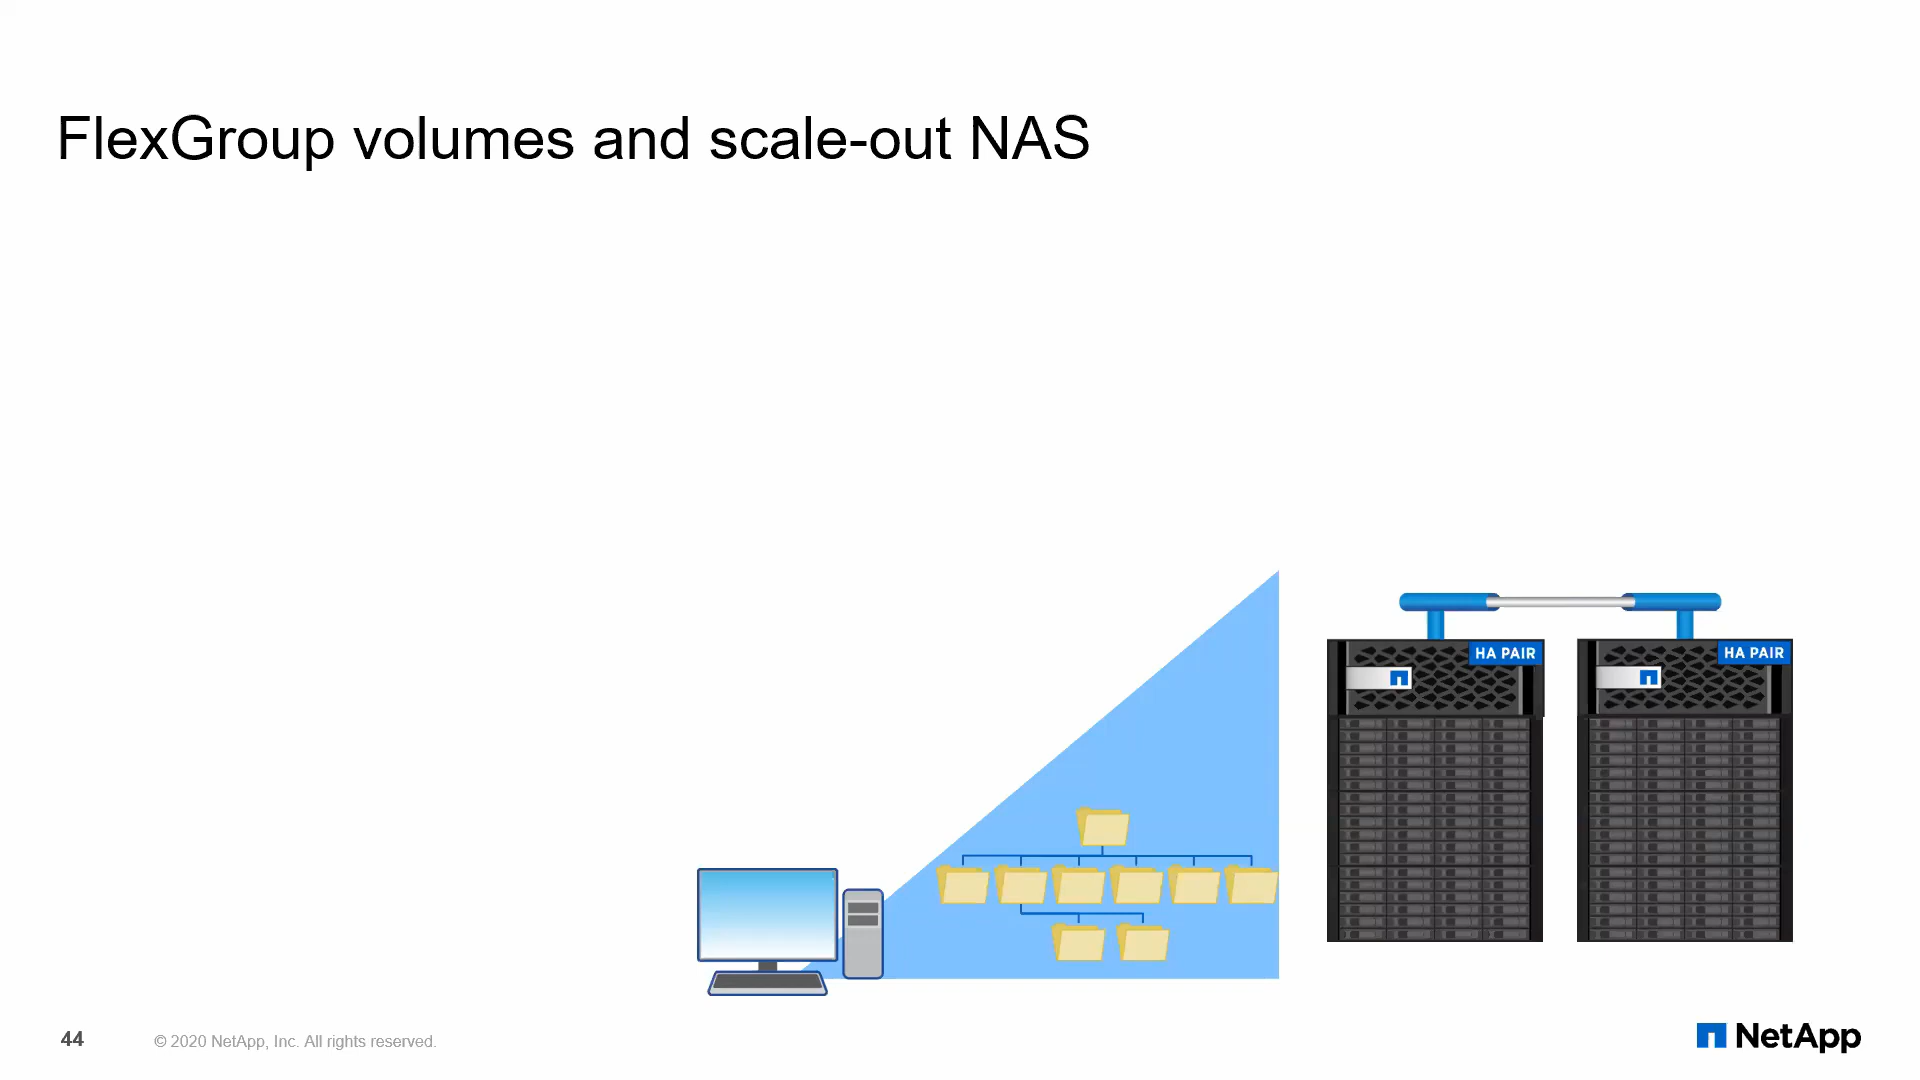 FlexGroup volumes and scale-out NAS
HA PAIR
HA PAIR
44
© 2020 NetApp, Inc. All rights reserved.
NetApp